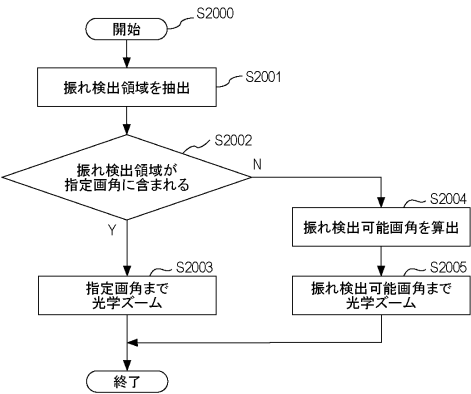 開始
S2000
振れ検出領域を抽出
S2001
振れ検出領域が
指定画角に含まれる
S2002
N
Y
振れ検出可能画角を算出
S2004
指定画角まで
光学ズーム
S2003
振れ検出可能画角まで
光学ズーム
S2005
終了